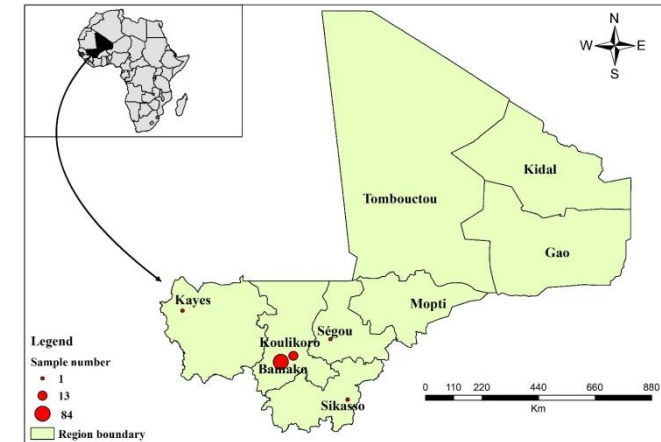 N
W E
S
Kidal
Tombouctou
Gao
Mopti
Kayes
Ségou
Koulikoro
Bamako
Sikasso
Legend
Sample number
1
13
84
Region boundary
0 110 220 440 660 880
Km